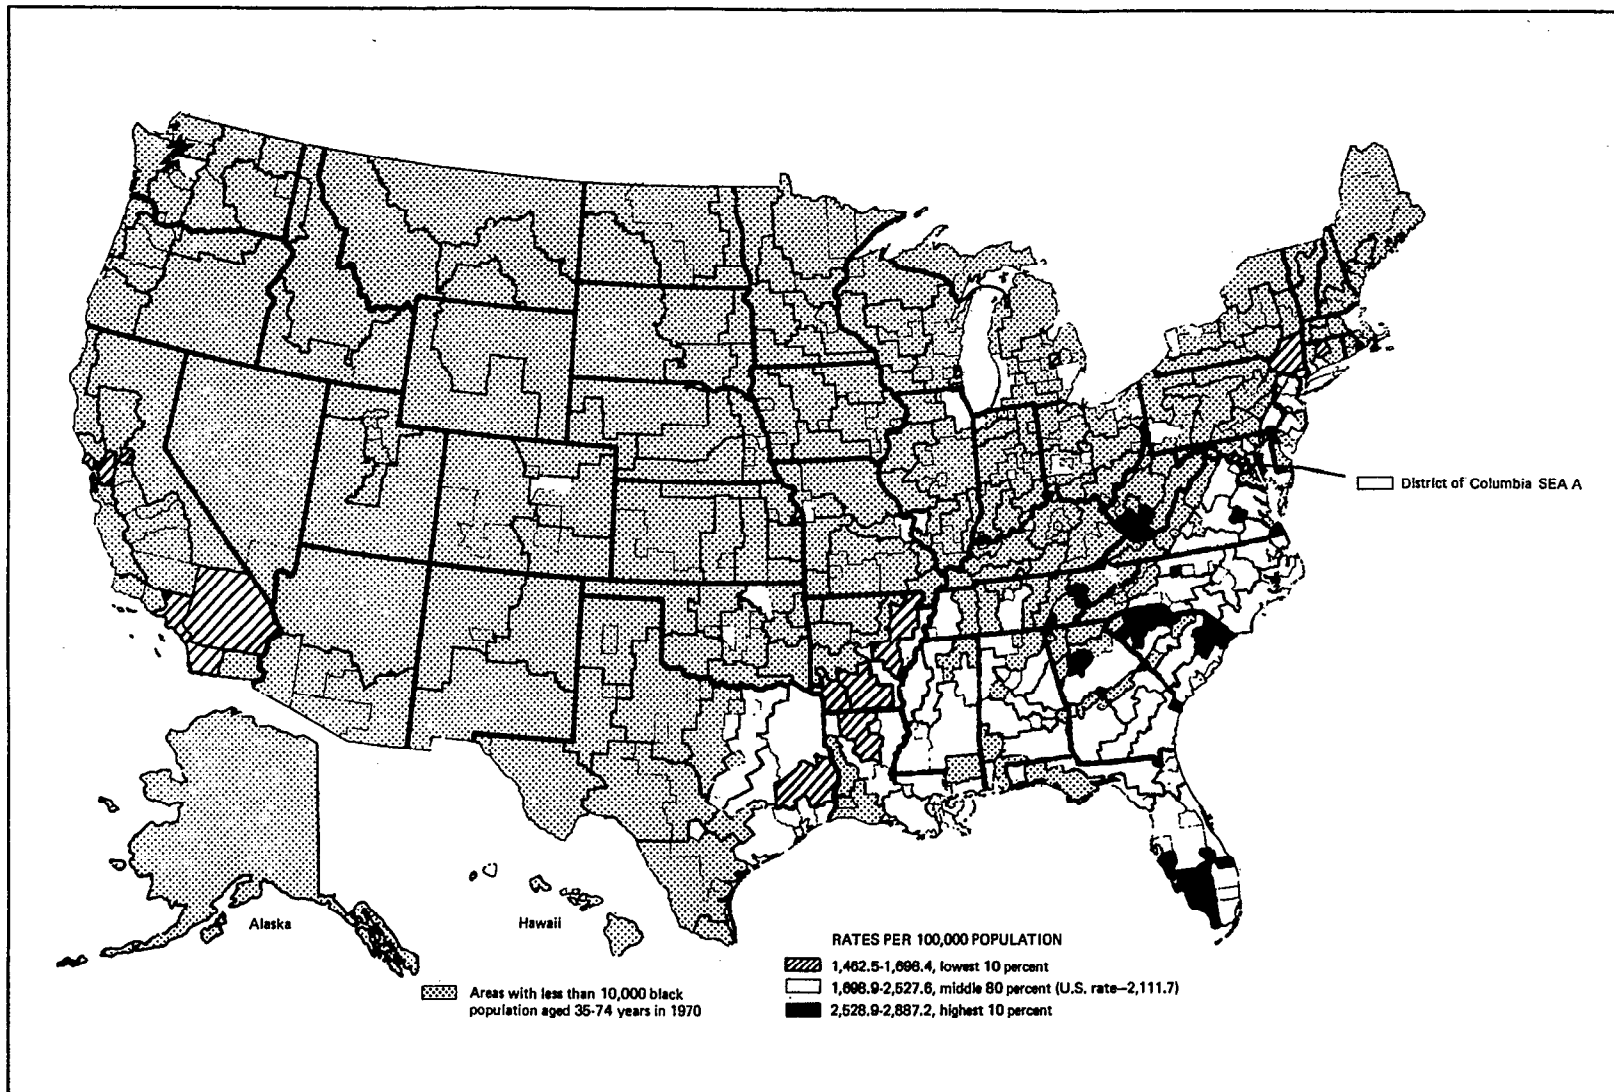 District of Columbia SEA A
Alaska
Hawaii
RATES PER 100,000 POPULATION
1,462.5-1,696.4, lowest 10 percent
1,698.9-2,527.6, middle 80 percent (U.S. rate—2,111.7)
2,528.9-2,887.2, highest 10 percent
Areas with less than 10,000 black
population aged 35-74 years in 1970